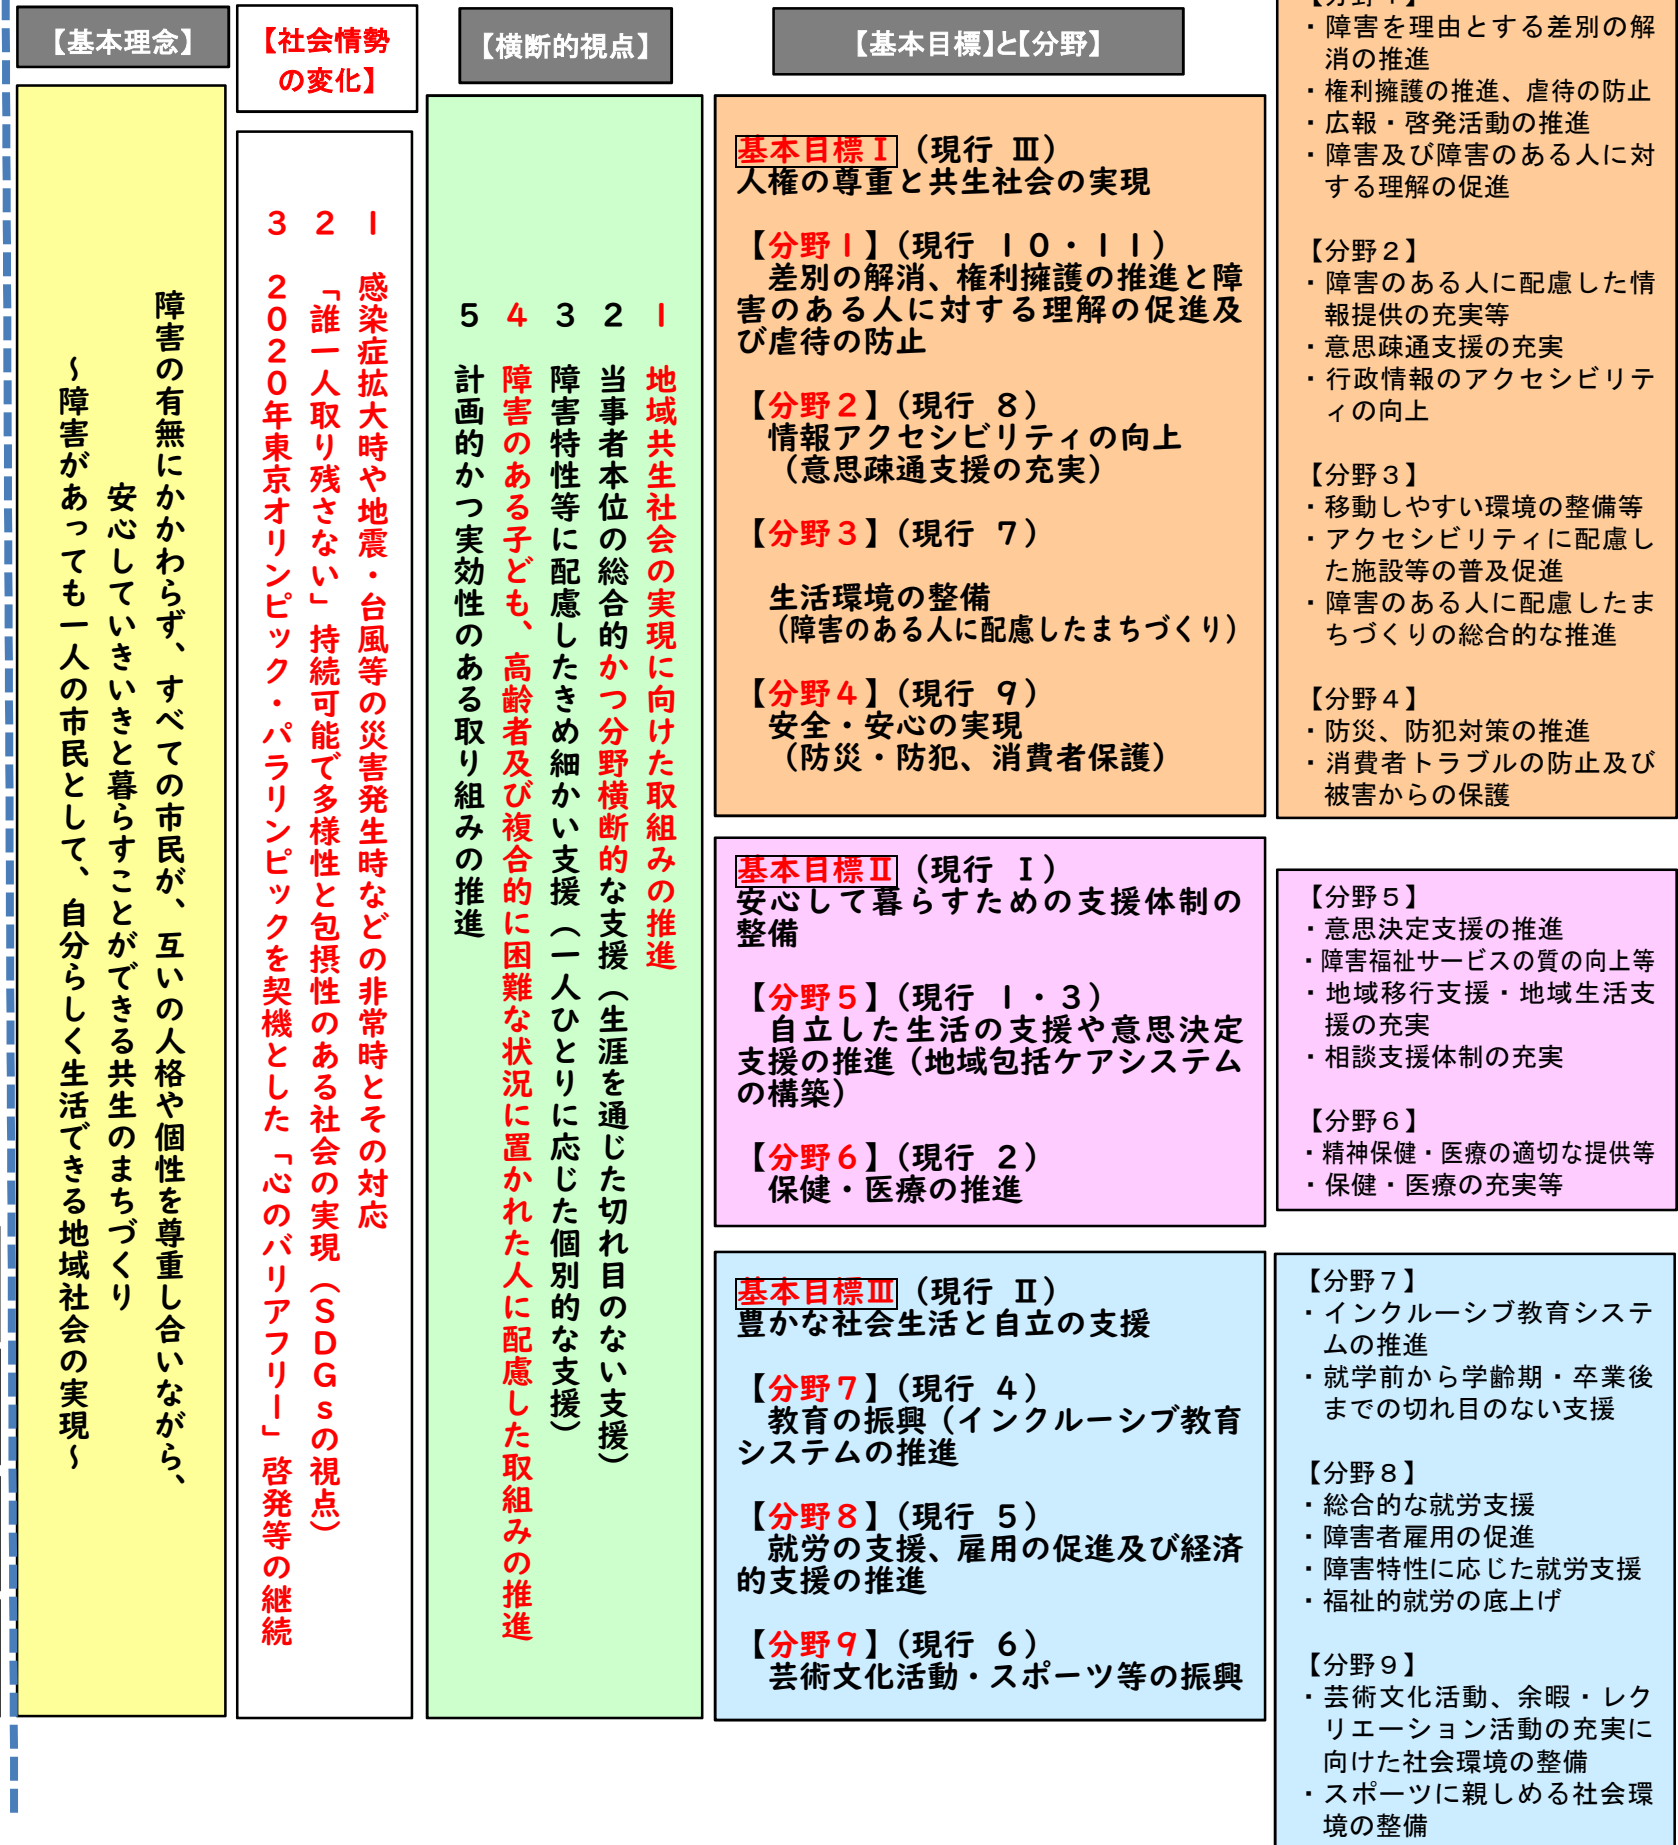 【基本理念】
障害の有無にかかわらず、すべての市民が、互いの人格や個性を尊重し合いながら、
安心していきいきと暮らすことができる共生のまちづくり
～障害があっても一人の市民として、自分らしく生活できる地域社会の実現～
【社会情勢
の変化】
１　感染症拡大時や地震・台風等の災害発生時などの非常時とその対応
２　「誰一人取り残さない」持続可能で多様性と包摂性のある社会の実現（ＳＤＧｓの視点）
３　２０２０年東京オリンピック・パラリンピックを契機とした「心のバリアフリー」啓発等の継続
【横断的視点】
１　地域共生社会の実現に向けた取組みの推進
２　当事者本位の総合的かつ分野横断的な支援（生涯を通じた切れ目のない支援）
３　障害特性等に配慮したきめ細かい支援（一人ひとりに応じた個別的な支援）
４　障害のある子ども、高齢者及び複合的に困難な状況に置かれた人に配慮した取組みの推進
５　計画的かつ実効性のある取り組みの推進
【基本目標】と【分野】
基本目標Ⅰ（現行　Ⅲ）
人権の尊重と共生社会の実現
【分野１】（現行　１０・１１）
差別の解消、権利擁護の推進と障
害のある人に対する理解の促進及
び虐待の防止
【分野２】（現行　８）
情報アクセシビリティの向上
（意思疎通支援の充実）
【分野３】（現行　７）
生活環境の整備
（障害のある人に配慮したまちづくり）
【分野４】（現行　９）
安全・安心の実現
（防災・防犯、消費者保護）
基本目標Ⅱ（現行　Ⅰ）
安心して暮らすための支援体制の
整備
【分野５】（現行　１・３）
自立した生活の支援や意思決定
支援の推進（地域包括ケアシステム
の構築）
【分野６】（現行　２）
保健・医療の推進
基本目標Ⅲ（現行　Ⅱ）
豊かな社会生活と自立の支援
【分野７】（現行　４）
教育の振興（インクルーシブ教育
システムの推進
【分野８】（現行　５）
就労の支援、雇用の促進及び経済
的支援の推進
【分野９】（現行　６）
芸術文化活動・スポーツ等の振興
・障害を理由とする差別の解
消の推進
・権利擁護の推進、虐待の防止
・広報・啓発活動の推進
・障害及び障害のある人に対
する理解の促進
【分野２】
・障害のある人に配慮した情
報提供の充実等
・意思疎通支援の充実
・行政情報のアクセシビリテ
ィの向上
【分野３】
・移動しやすい環境の整備等
・アクセシビリティに配慮し
た施設等の普及促進
・障害のある人に配慮したま
ちづくりの総合的な推進
【分野４】
・防災、防犯対策の推進
・消費者トラブルの防止及び
被害からの保護
【分野５】
・意思決定支援の推進
・障害福祉サービスの質の向上等
・地域移行支援・地域生活支
援の充実
・相談支援体制の充実
【分野６】
・精神保健・医療の適切な提供等
・保健・医療の充実等
【分野７】
・インクルーシブ教育システ
ムの推進
・就学前から学齢期・卒業後
までの切れ目のない支援
【分野８】
・総合的な就労支援
・障害者雇用の促進
・障害特性に応じた就労支援
・福祉的就労の底上げ
【分野９】
・芸術文化活動、余暇・レク
リエーション活動の充実に
向けた社会環境の整備
・スポーツに親しめる社会環
境の整備